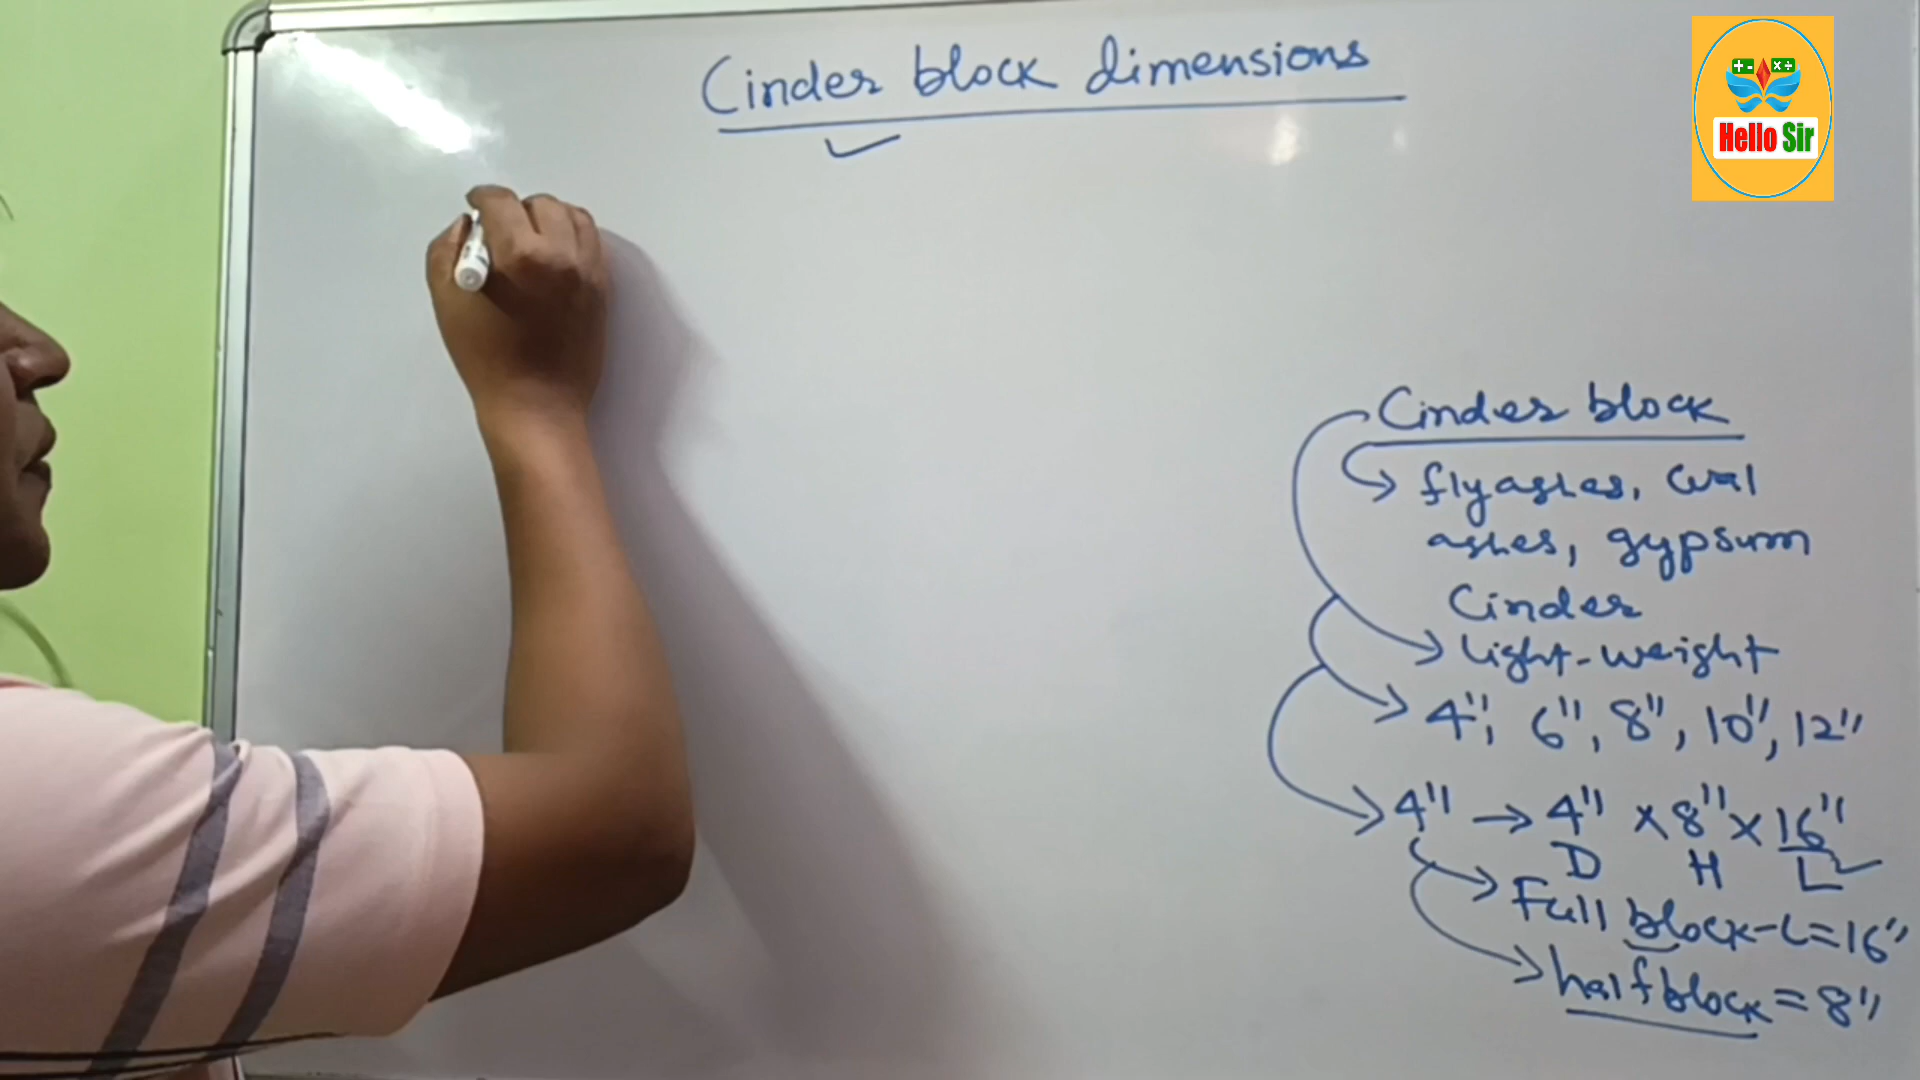 Cinder block dimensions
+ - × ÷
Hello Sir
Cinder block
flyashes, coal
ashes, gypsum
Cinder
light-weight
4", 6", 8", 10", 12"
4" → 4" × 8" × 16"
D H L
Full block-L=16"
half block = 8"